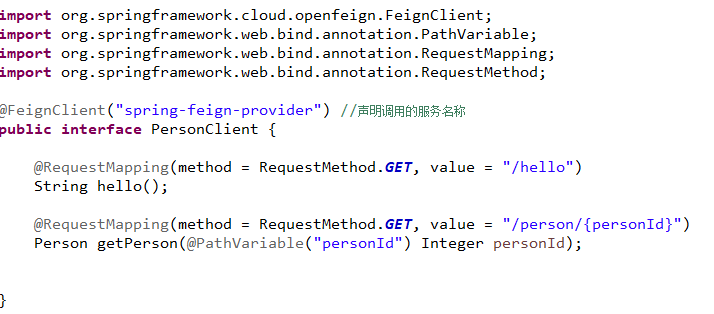 import org.springframework.cloud.openfeign.FeignClient;
import org.springframework.web.bind.annotation.PathVariable;
import org.springframework.web.bind.annotation.RequestMapping;
import org.springframework.web.bind.annotation.RequestMethod;
@FeignClient("spring-feign-provider") //声明调用的服务名称
public interface PersonClient {
@RequestMapping(method = RequestMethod.GET, value = "/hello")
String hello();
@RequestMapping(method = RequestMethod.GET, value = "/person/{personId}")
Person getPerson(@PathVariable("personId") Integer personId);
}